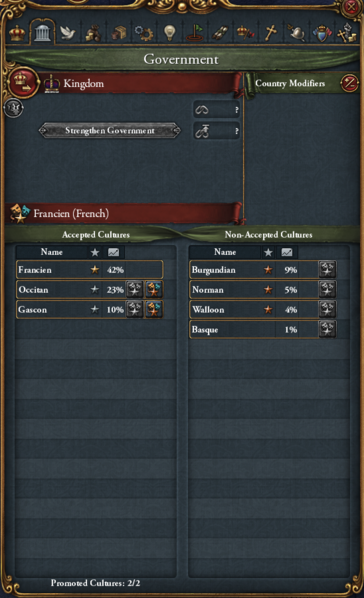 Government
Kingdom
Country Modifiers
?
Strengthen Government
?
Francien (French)
Accepted Cultures
Non-Accepted Cultures
Name
Name
Francien 42%
Burgundian 9%
Occitan 23%
Norman 5%
Gascon 10%
Walloon 4%
Basque 1%
Promoted Cultures: 2/2